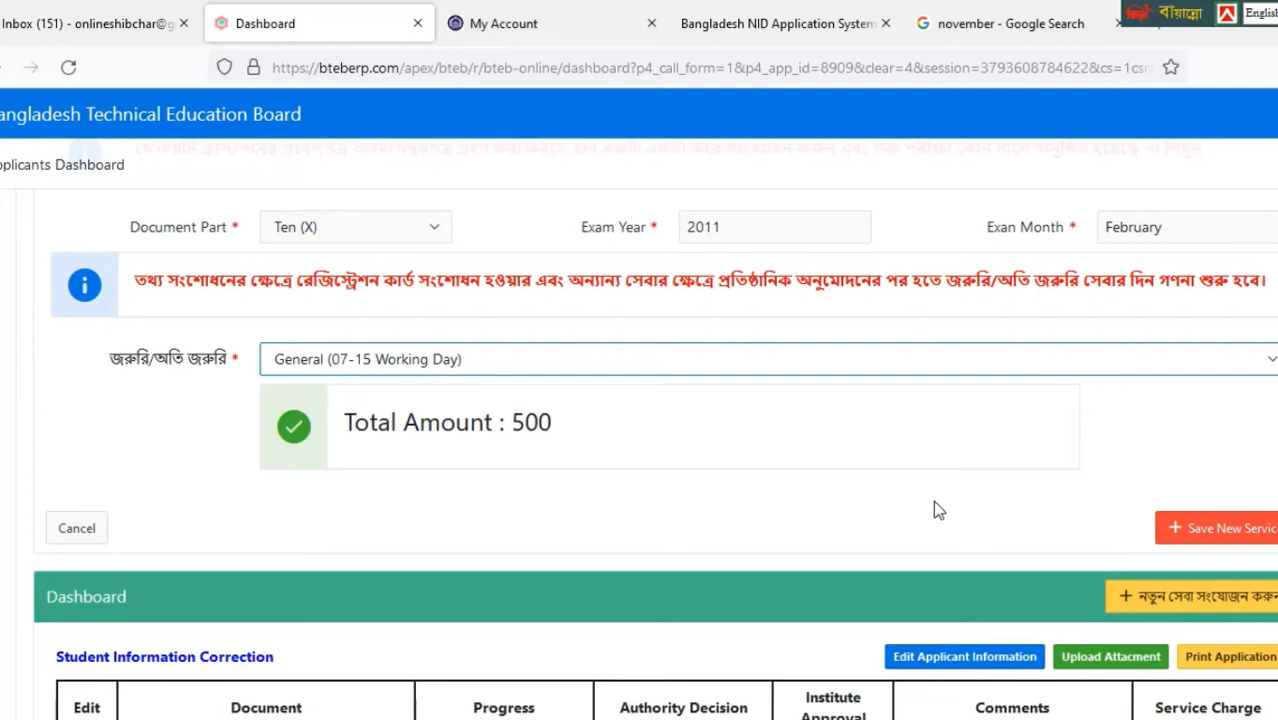 Inbox (151) - onlineshibchar@g
Dashboard
My Account
Bangladesh NID Application System
november - Google Search
বায়ান্নো
English
https://bteberp.com/apex/bteb/r/bteb-online/dashboard?p4_call_form=1&p4_app_id=8909&clear=4&session=3793608784622&cs=1csr
angladesh Technical Education Board
pplicants Dashboard
Document Part * Ten (X) Exam Year * 2011 Exan Month * February
তথ্য সংশোধনের ক্ষেত্রে রেজিস্ট্রেশন কার্ড সংশোধন হওয়ার এবং অন্যান্য সেবার ক্ষেত্রে প্রতিষ্ঠানিক অনুমোদনের পর হতে জরুরি/অতি জরুরি সেবার দিন গণনা শুরু হবে।
জরুরি/অতি জরুরি * General (07-15 Working Day)
Total Amount : 500
Cancel + Save New Servic
Dashboard + নতুন সেবা সংযোজন করুন
Student Information Correction Edit Applicant Information Upload Attacment Print Application
Edit Document Progress Authority Decision Institute Approval Comments Service Charge